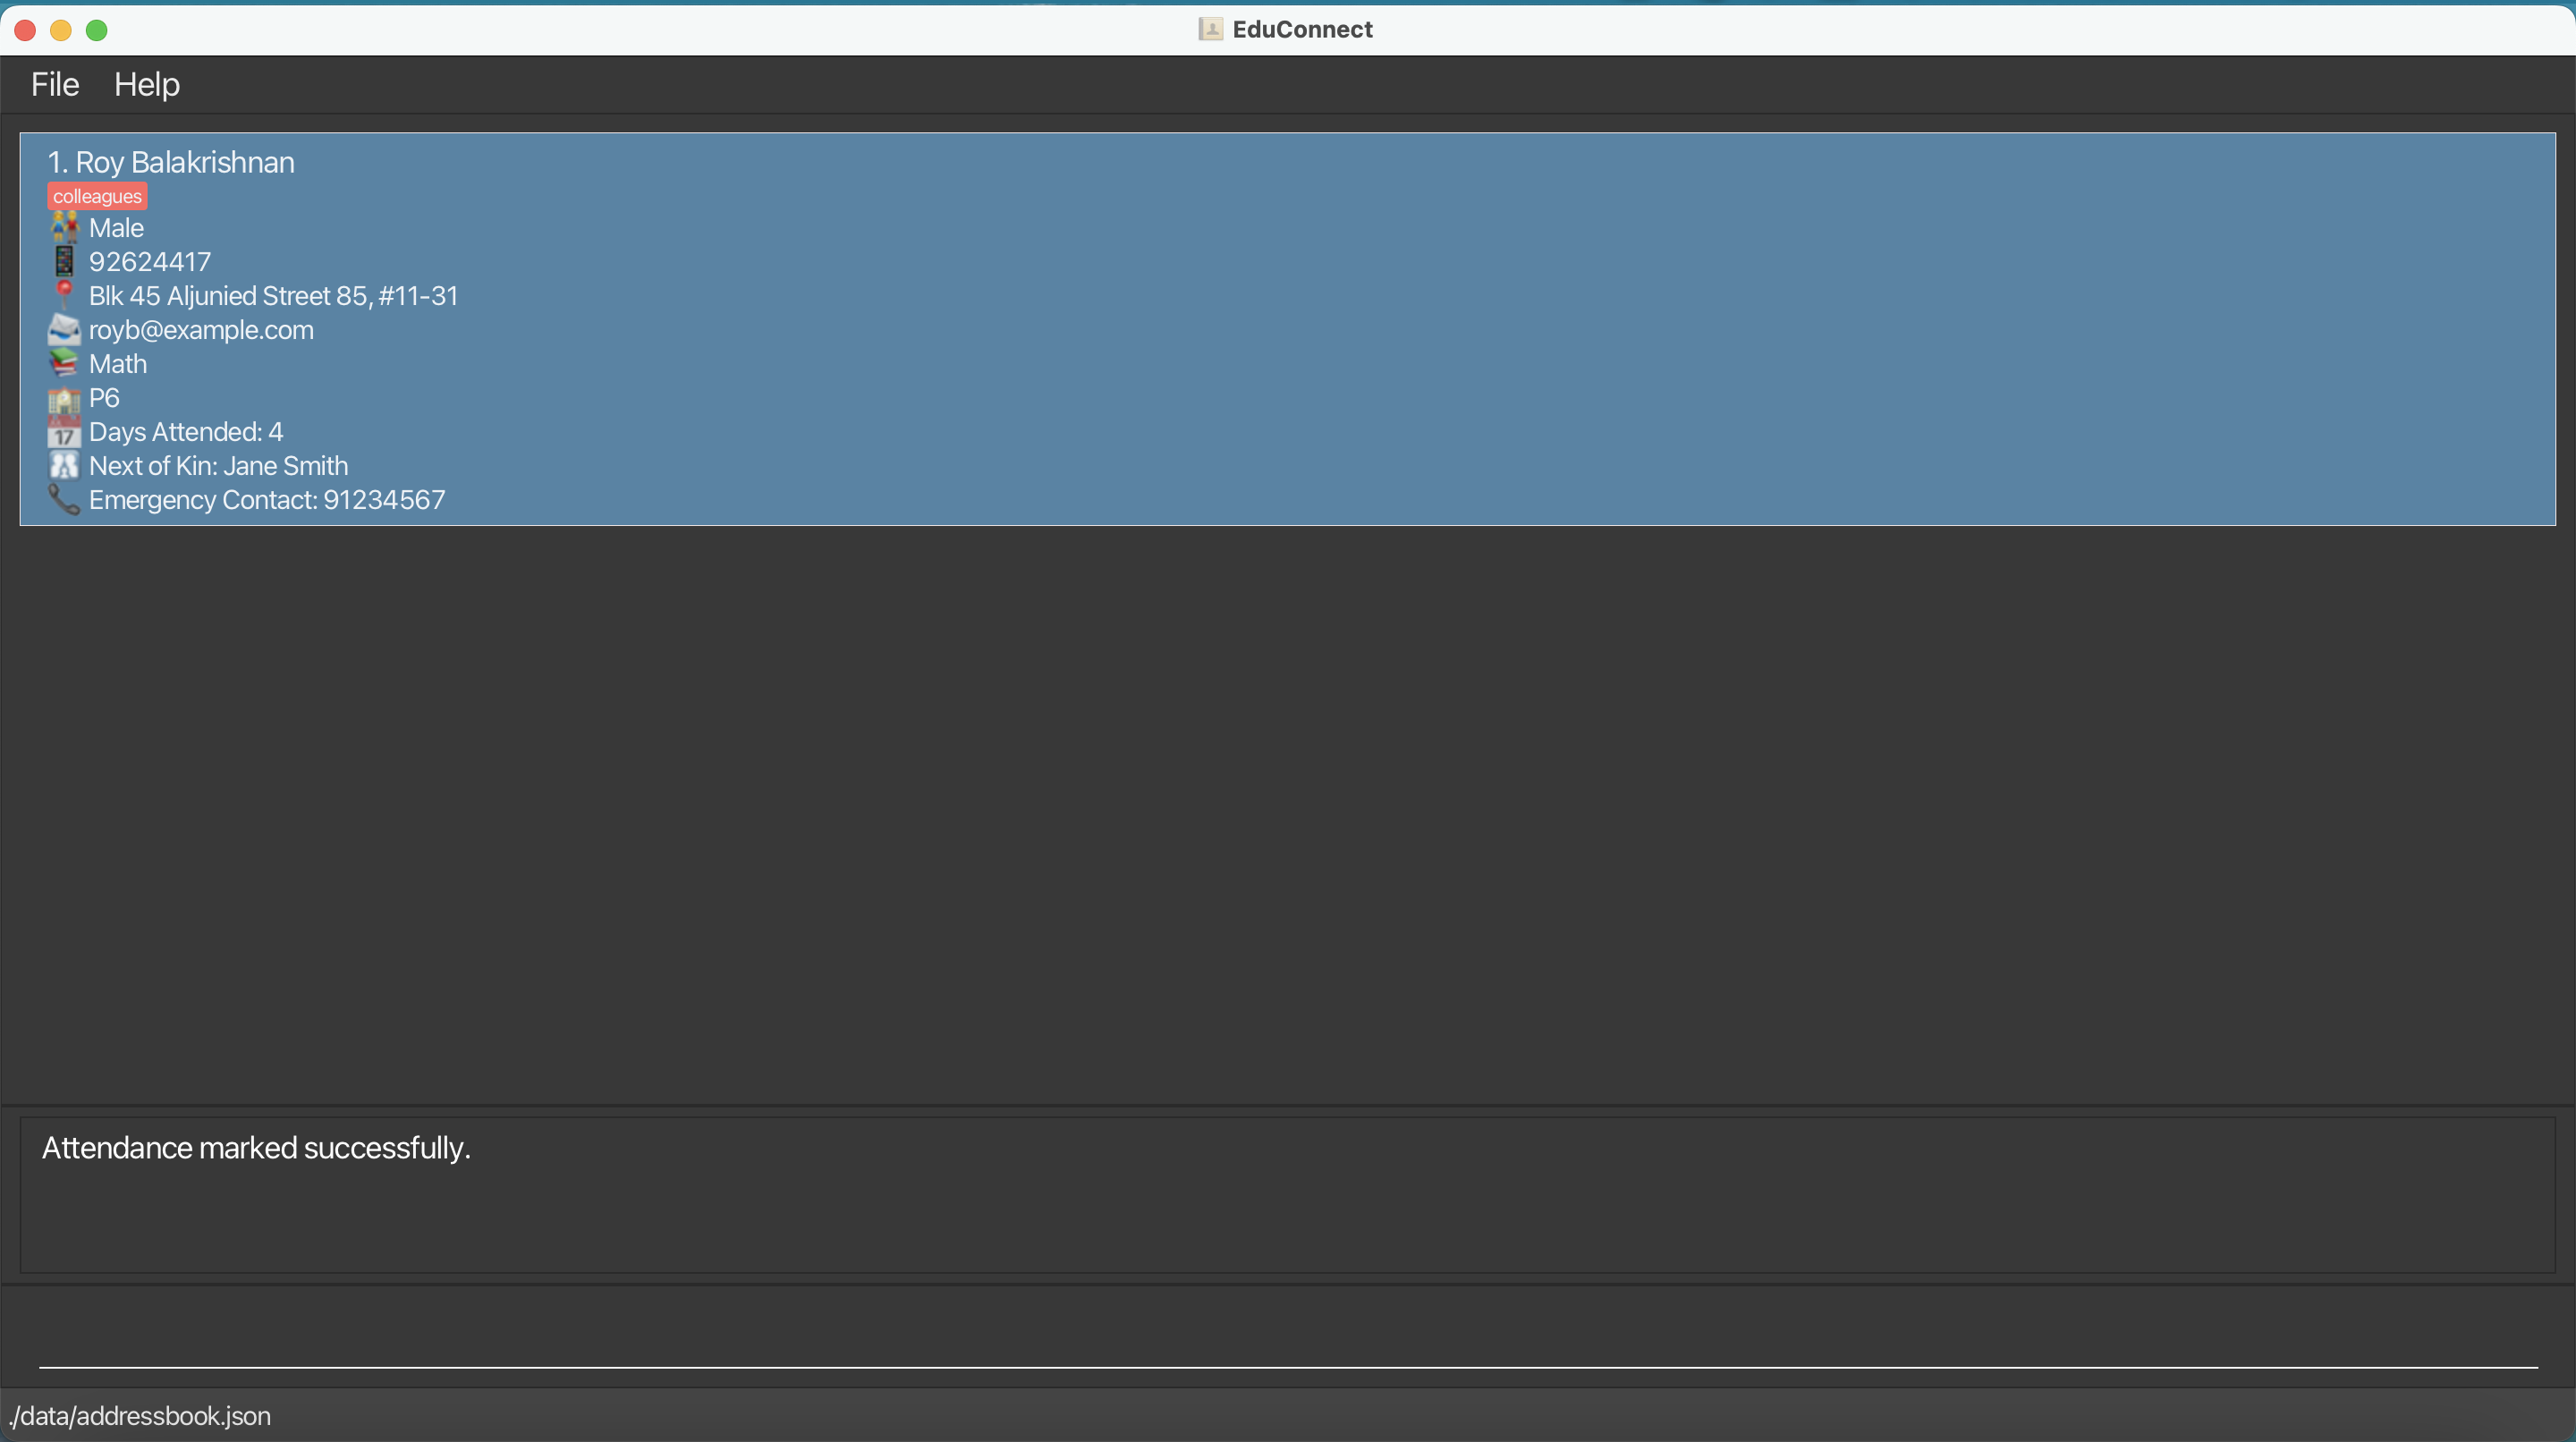 EduConnect
File Help
1. Roy Balakrishnan
colleagues
Male
92624417
Blk 45 Aljunied Street 85, #11-31
royb@example.com
Math
P6
17 Days Attended: 4
Next of Kin: Jane Smith
Emergency Contact: 91234567
Attendance marked successfully.
./data/addressbook.json